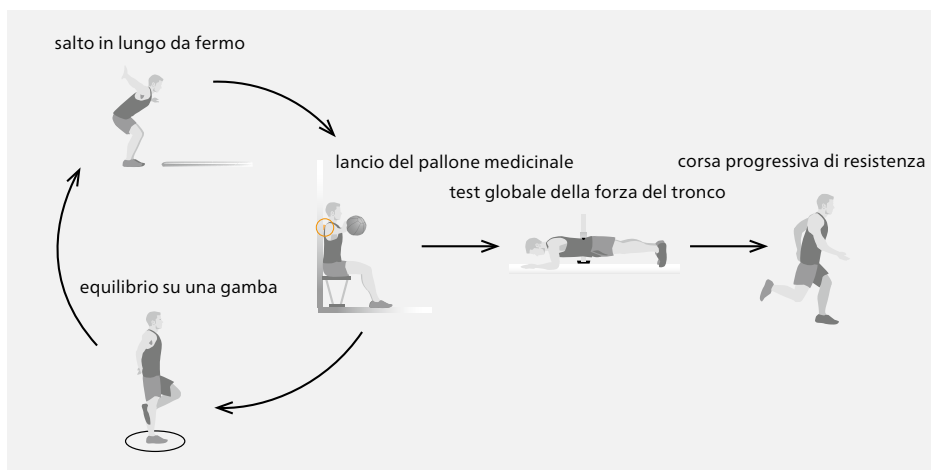 salto in lungo da fermo
lancio del pallone medicinale
corsa progressiva di resistenza
test globale della forza del tronco
equilibrio su una gamba